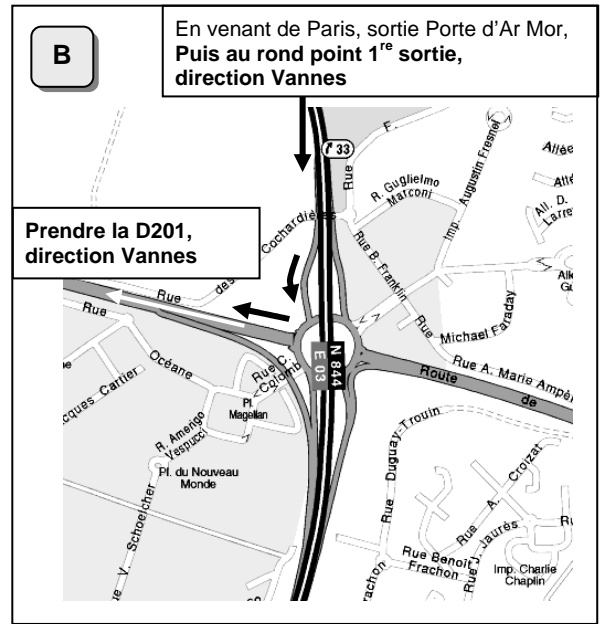 B
En venant de Paris, sortie Porte d’Ar Mor,
Puis au rond point 1re sortie,
direction Vannes
33
Prendre la D201,
direction Vannes
Rue
F.
R. Guglielmo
Marconi
Imp. Augustin Fresnel
Allée
All. D.
Rue des Cochardières
Rue B. Franklin
Michael Faraday
Rue A. Marie Ampère
Rue
Océane
Rue C.
Colomb
N 844
E 03
Route de
Jacques Cartier
Pl.
Magellan
R. Amerigo
Vespucci
Pl. du Nouveau
Monde
Rue V. Schoelcher
Rue Duguay-Trouin
Rue A. Croizat
Rue J. Jaurès
Rue Benoît
Frachon
Frachon
Imp. Charlie
Chaplin